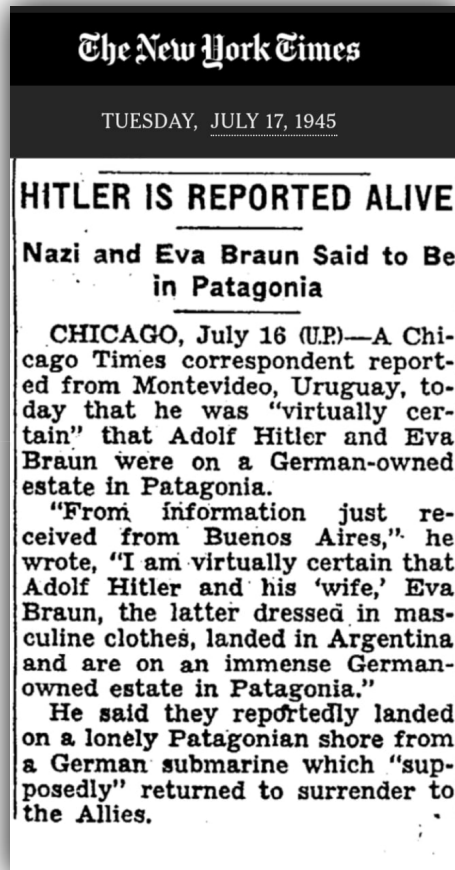 The New York Times
TUESDAY, JULY 17, 1945
HITLER IS REPORTED ALIVE
Nazi and Eva Braun Said to Be
in Patagonia
CHICAGO, July 16 (U.P.)—A Chi-
cago Times correspondent report-
ed from Montevideo, Uruguay, to-
day that he was "virtually cer-
tain" that Adolf Hitler and Eva
Braun were on a German-owned
estate in Patagonia.
"From information just re-
ceived from Buenos Aires," he
wrote, "I am virtually certain that
Adolf Hitler and his 'wife,' Eva
Braun, the latter dressed in mas-
culine clothes, landed in Argentina
and are on an immense German-
owned estate in Patagonia."
He said they reportedly landed
on a lonely Patagonian shore from
a German submarine which "sup-
posedly" returned to surrender to
the Allies.